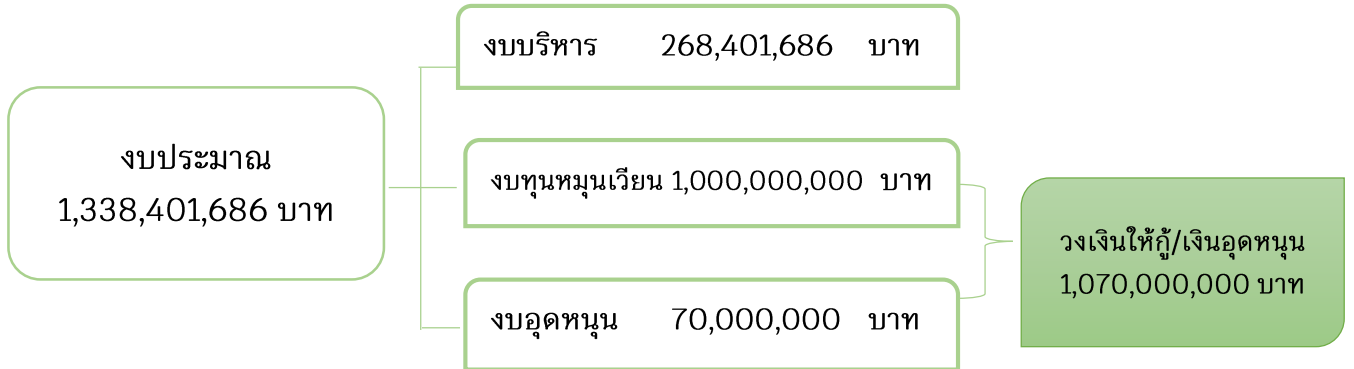 งบบริหาร 268,401,686 บาท
งบประมาณ
1,338,401,686 บาท
งบทุนหมุนเวียน 1,000,000,000 บาท
งบอุดหนุน 70,000,000 บาท
วงเงินให้กู้/เงินอุดหนุน
1,070,000,000 บาท